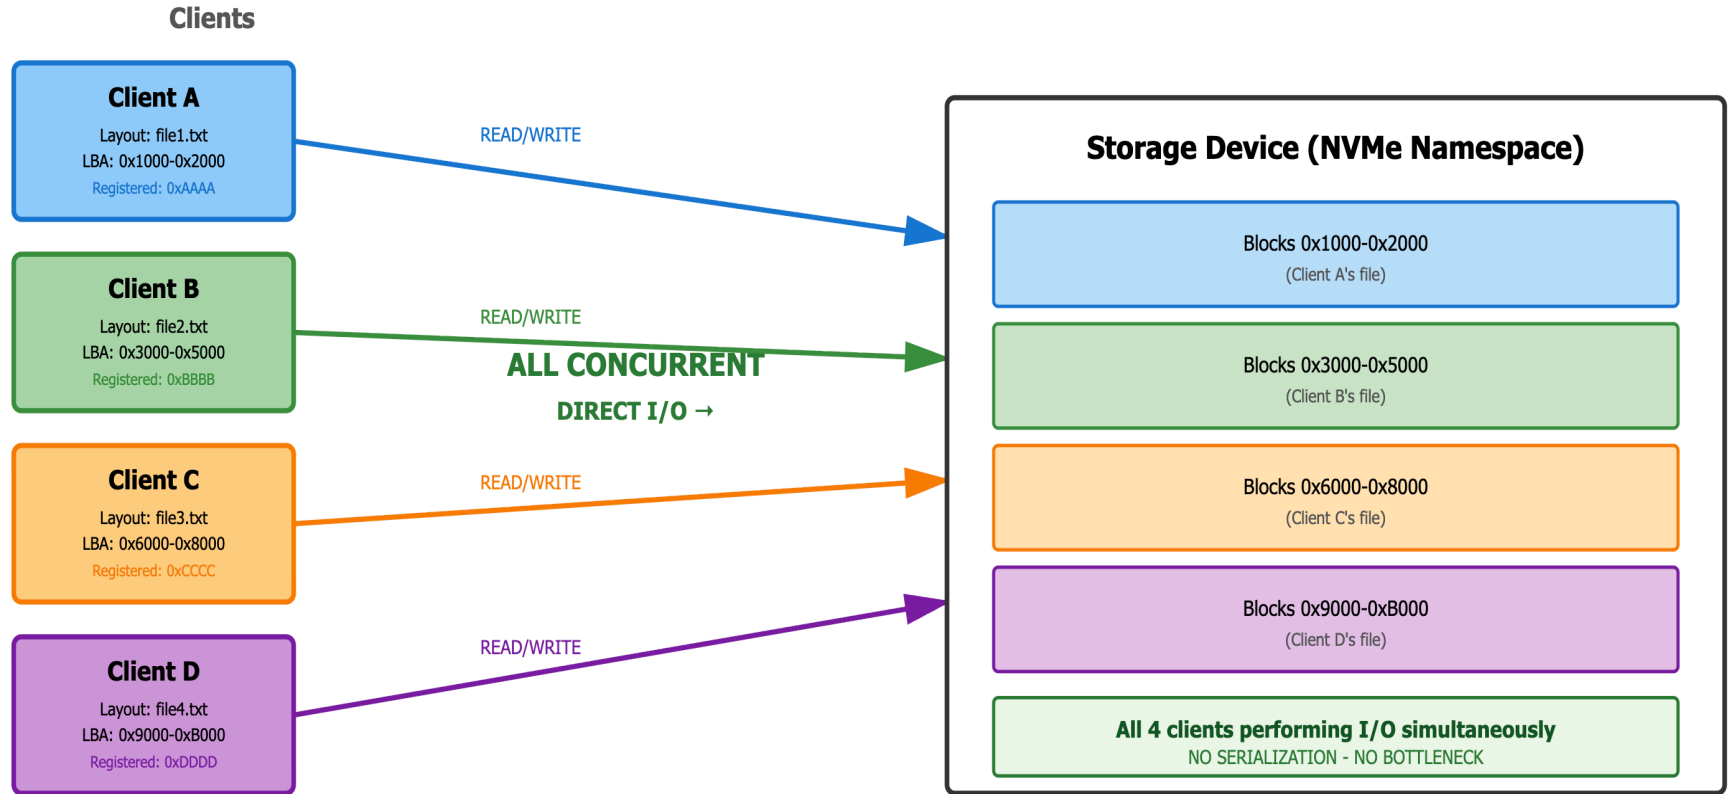 Clients
Client A
Layout: file1.txt
LBA: 0x1000-0x2000
Registered: 0xAAAA
Client B
Layout: file2.txt
LBA: 0x3000-0x5000
Registered: 0xBBBB
Client C
Layout: file3.txt
LBA: 0x6000-0x8000
Registered: 0xCCCC
Client D
Layout: file4.txt
LBA: 0x9000-0xB000
Registered: 0xDDDD
READ/WRITE
READ/WRITE
ALL CONCURRENT
DIRECT I/O →
READ/WRITE
READ/WRITE
Storage Device (NVMe Namespace)
Blocks 0x1000-0x2000
(Client A's file)
Blocks 0x3000-0x5000
(Client B's file)
Blocks 0x6000-0x8000
(Client C's file)
Blocks 0x9000-0xB000
(Client D's file)
All 4 clients performing I/O simultaneously
NO SERIALIZATION - NO BOTTLENECK